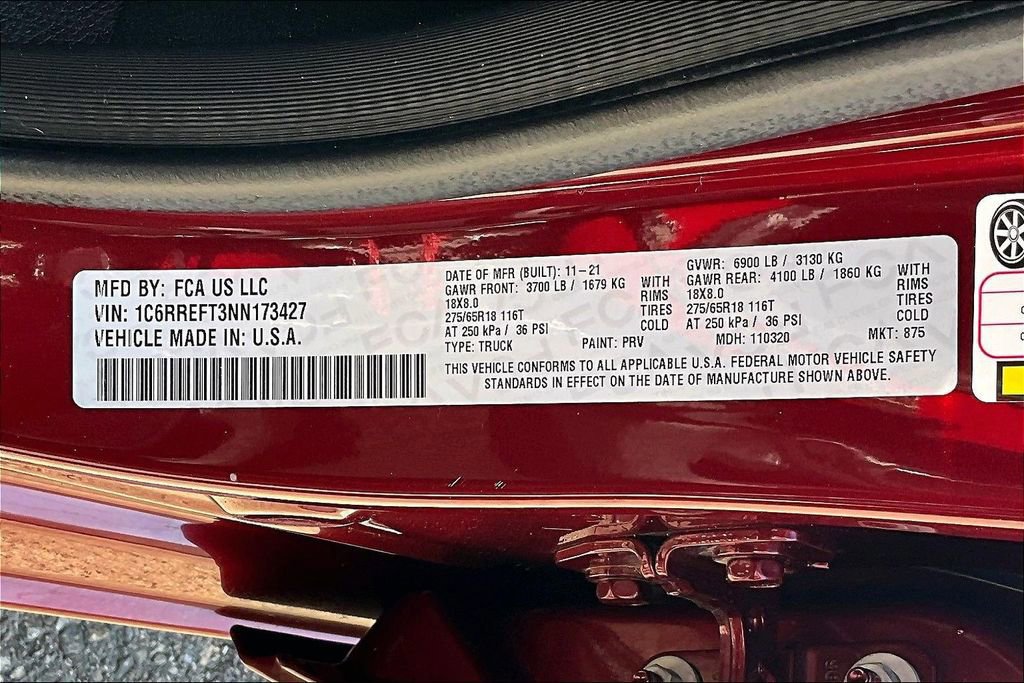 MFD BY: FCA US LLC
VIN: 1C6RREFT3NN173427
VEHICLE MADE IN: U.S.A.
DATE OF MFR (BUILT): 11-21
GAWR FRONT: 3700 LB / 1679 KG WITH
18X8.0 RIMS
275/65R18 116T TIRES
AT 250 kPa / 36 PSI COLD
GVWR: 6900 LB / 3130 KG
GAWR REAR: 4100 LB / 1860 KG WITH
18X8.0 RIMS
275/65R18 116T TIRES
AT 250 kPa / 36 PSI COLD
TYPE: TRUCK PAINT: PRV MDH: 110320 MKT: 875
THIS VEHICLE CONFORMS TO ALL APPLICABLE U.S.A. FEDERAL MOTOR VEHICLE SAFETY
STANDARDS IN EFFECT ON THE DATE OF MANUFACTURE SHOWN ABOVE.